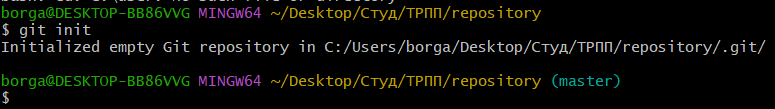 borga@DESKTOP-BB86VVG MINGW64 ~/Desktop/Студ/ТРПП/repository
$ git init
Initialized empty Git repository in C:/Users/borga/Desktop/Студ/ТРПП/repository/.git/
borga@DESKTOP-BB86VVG MINGW64 ~/Desktop/Студ/ТРПП/repository (master)
$